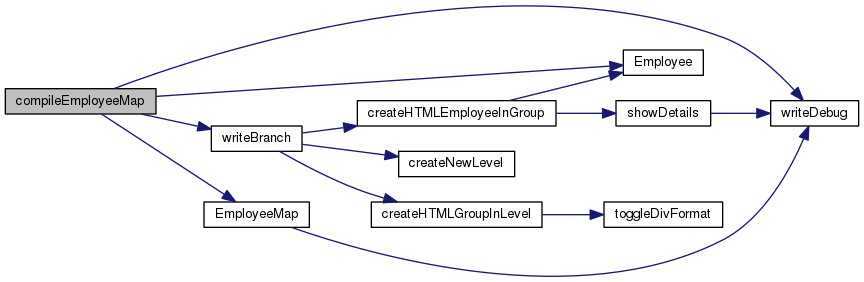 compileEmployeeMap
Employee
createHTMLEmployeeInGroup
showDetails
writeDebug
writeBranch
createNewLevel
EmployeeMap
createHTMLGroupInLevel
toggleDivFormat